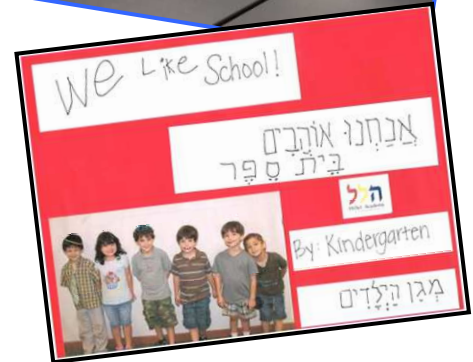 We Like School!
אֲנַחְנוּ אוֹהֲבִים
בֵּית סֵפֶר
הלל
By: Kindergarten
מִגַן הַיְלָדִים